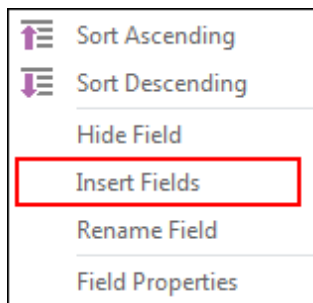 Sort Ascending
Sort Descending
Hide Field
Insert Fields
Rename Field
Field Properties